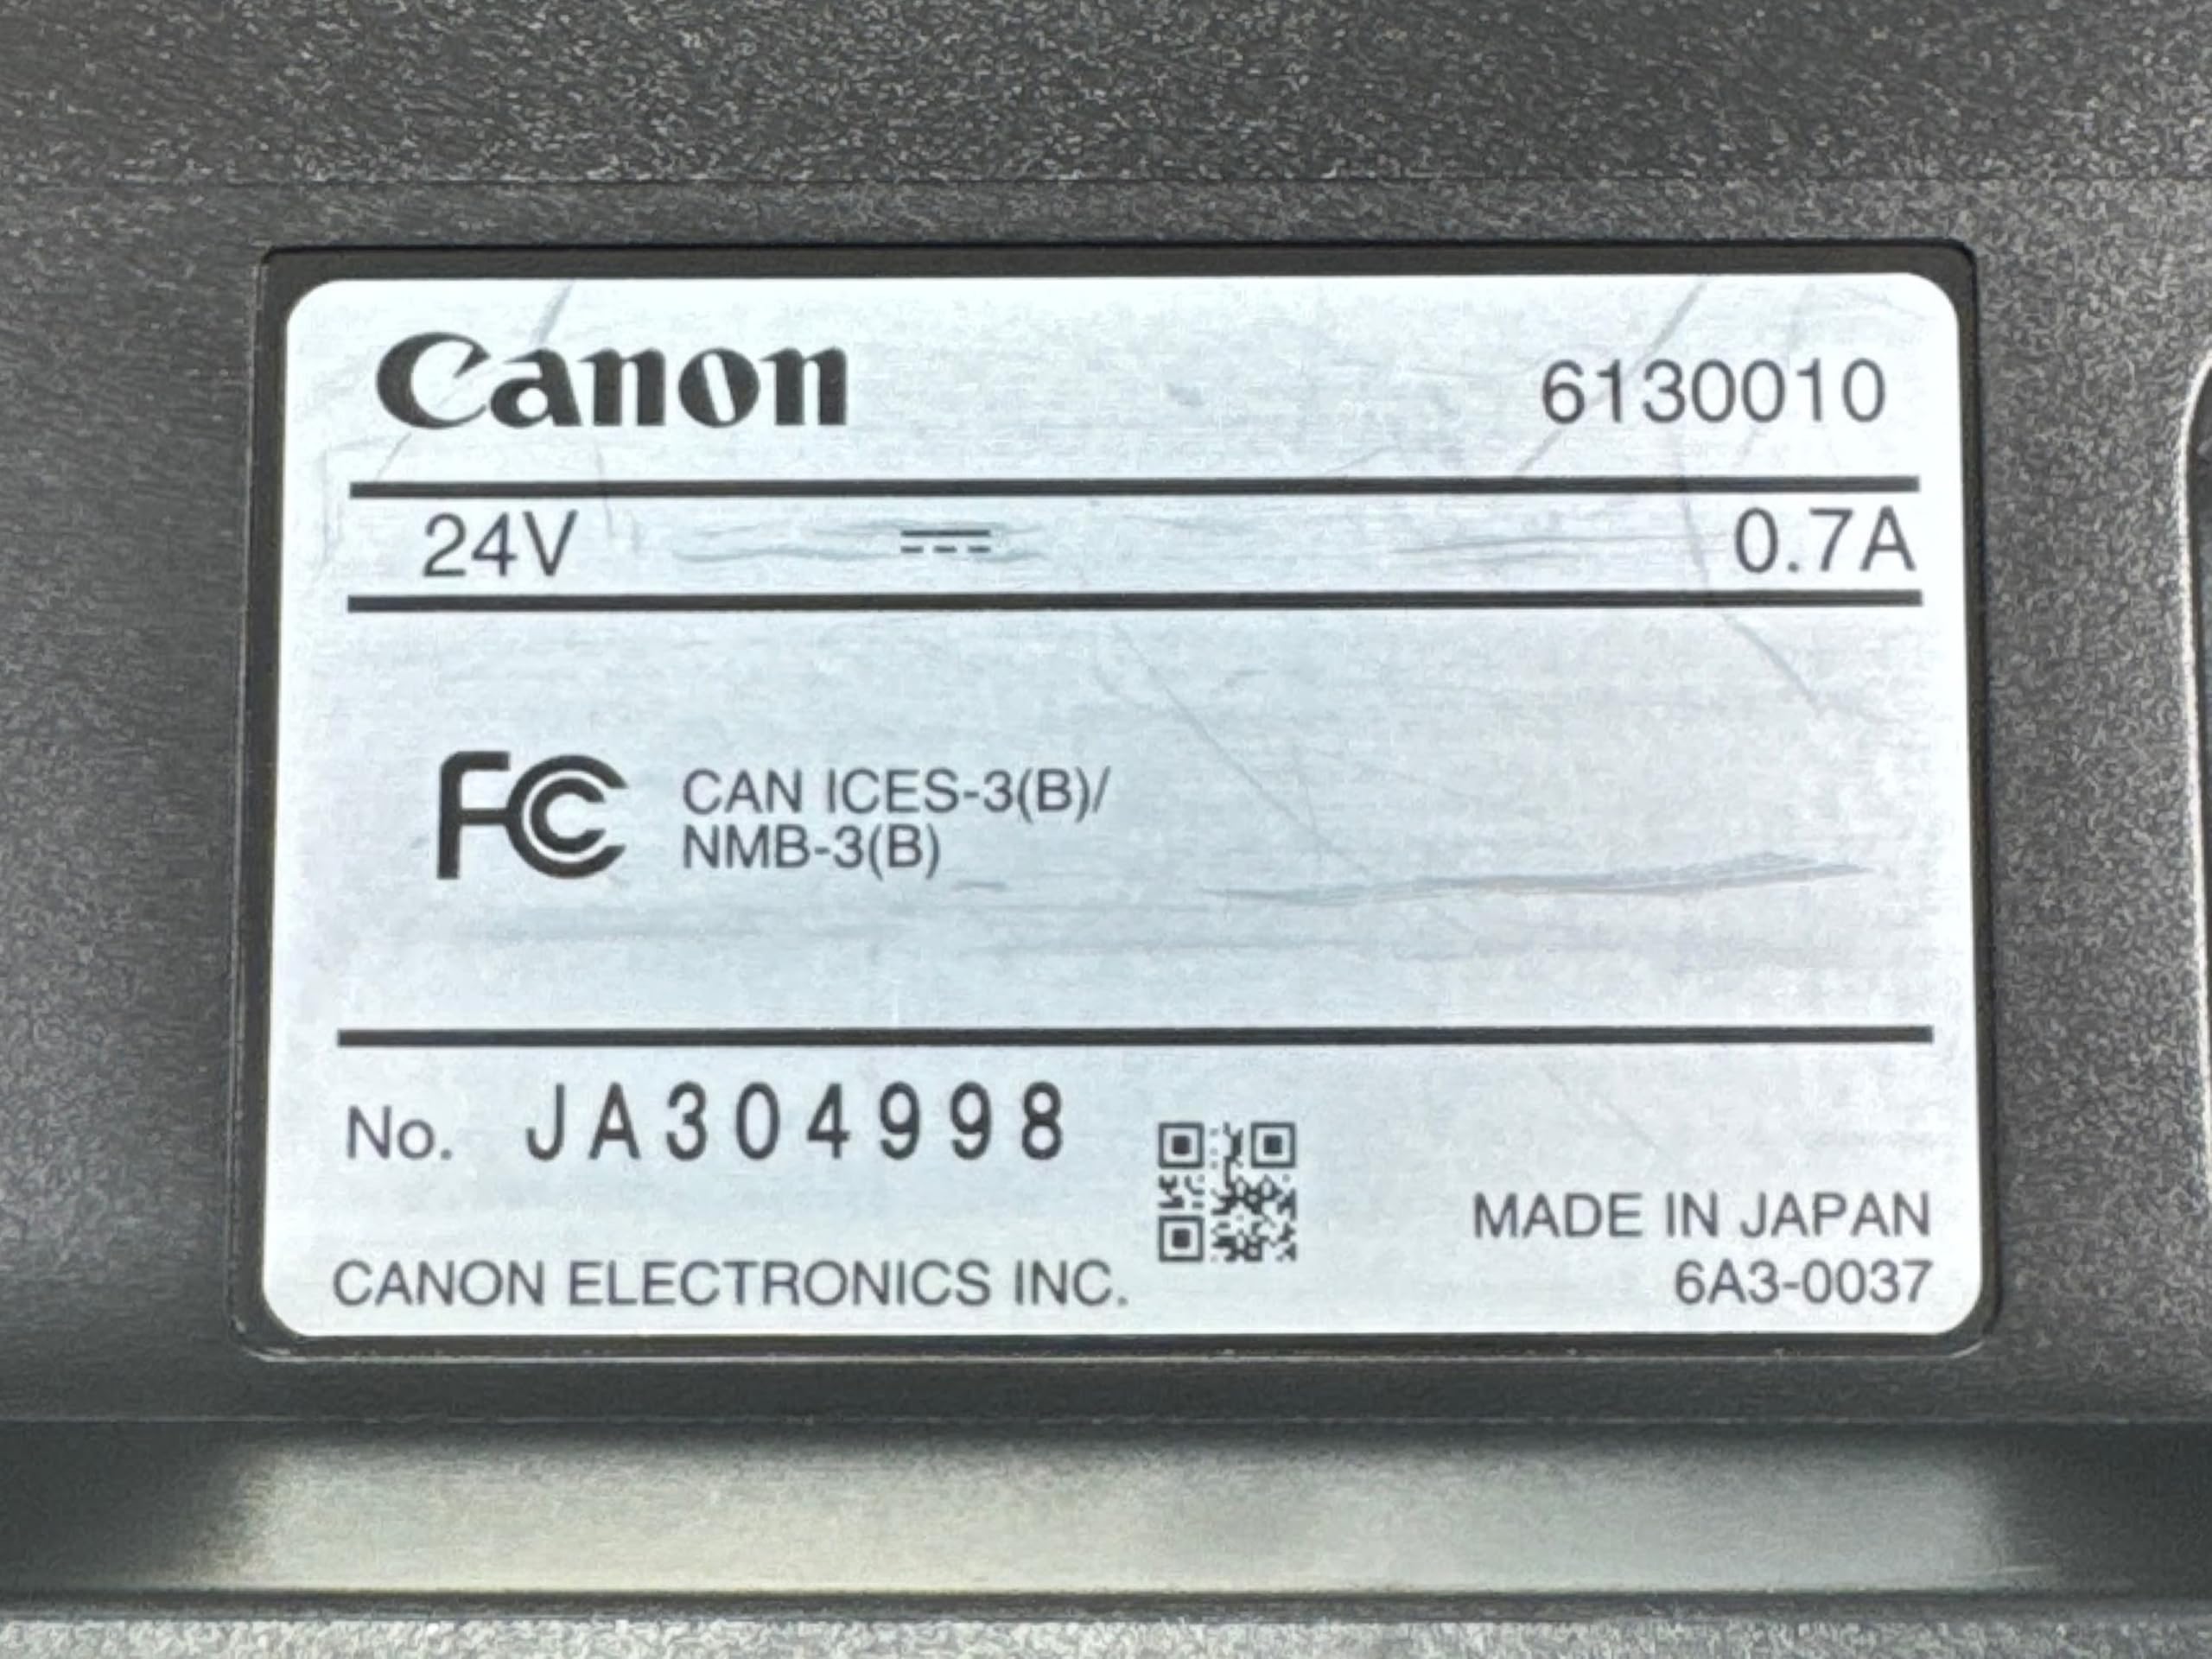 Canon 6130010
24V 0.7A
FC CAN ICES-3(B)/
NMB-3(B)
No. JA304998
CANON ELECTRONICS INC.
MADE IN JAPAN
6A3-0037